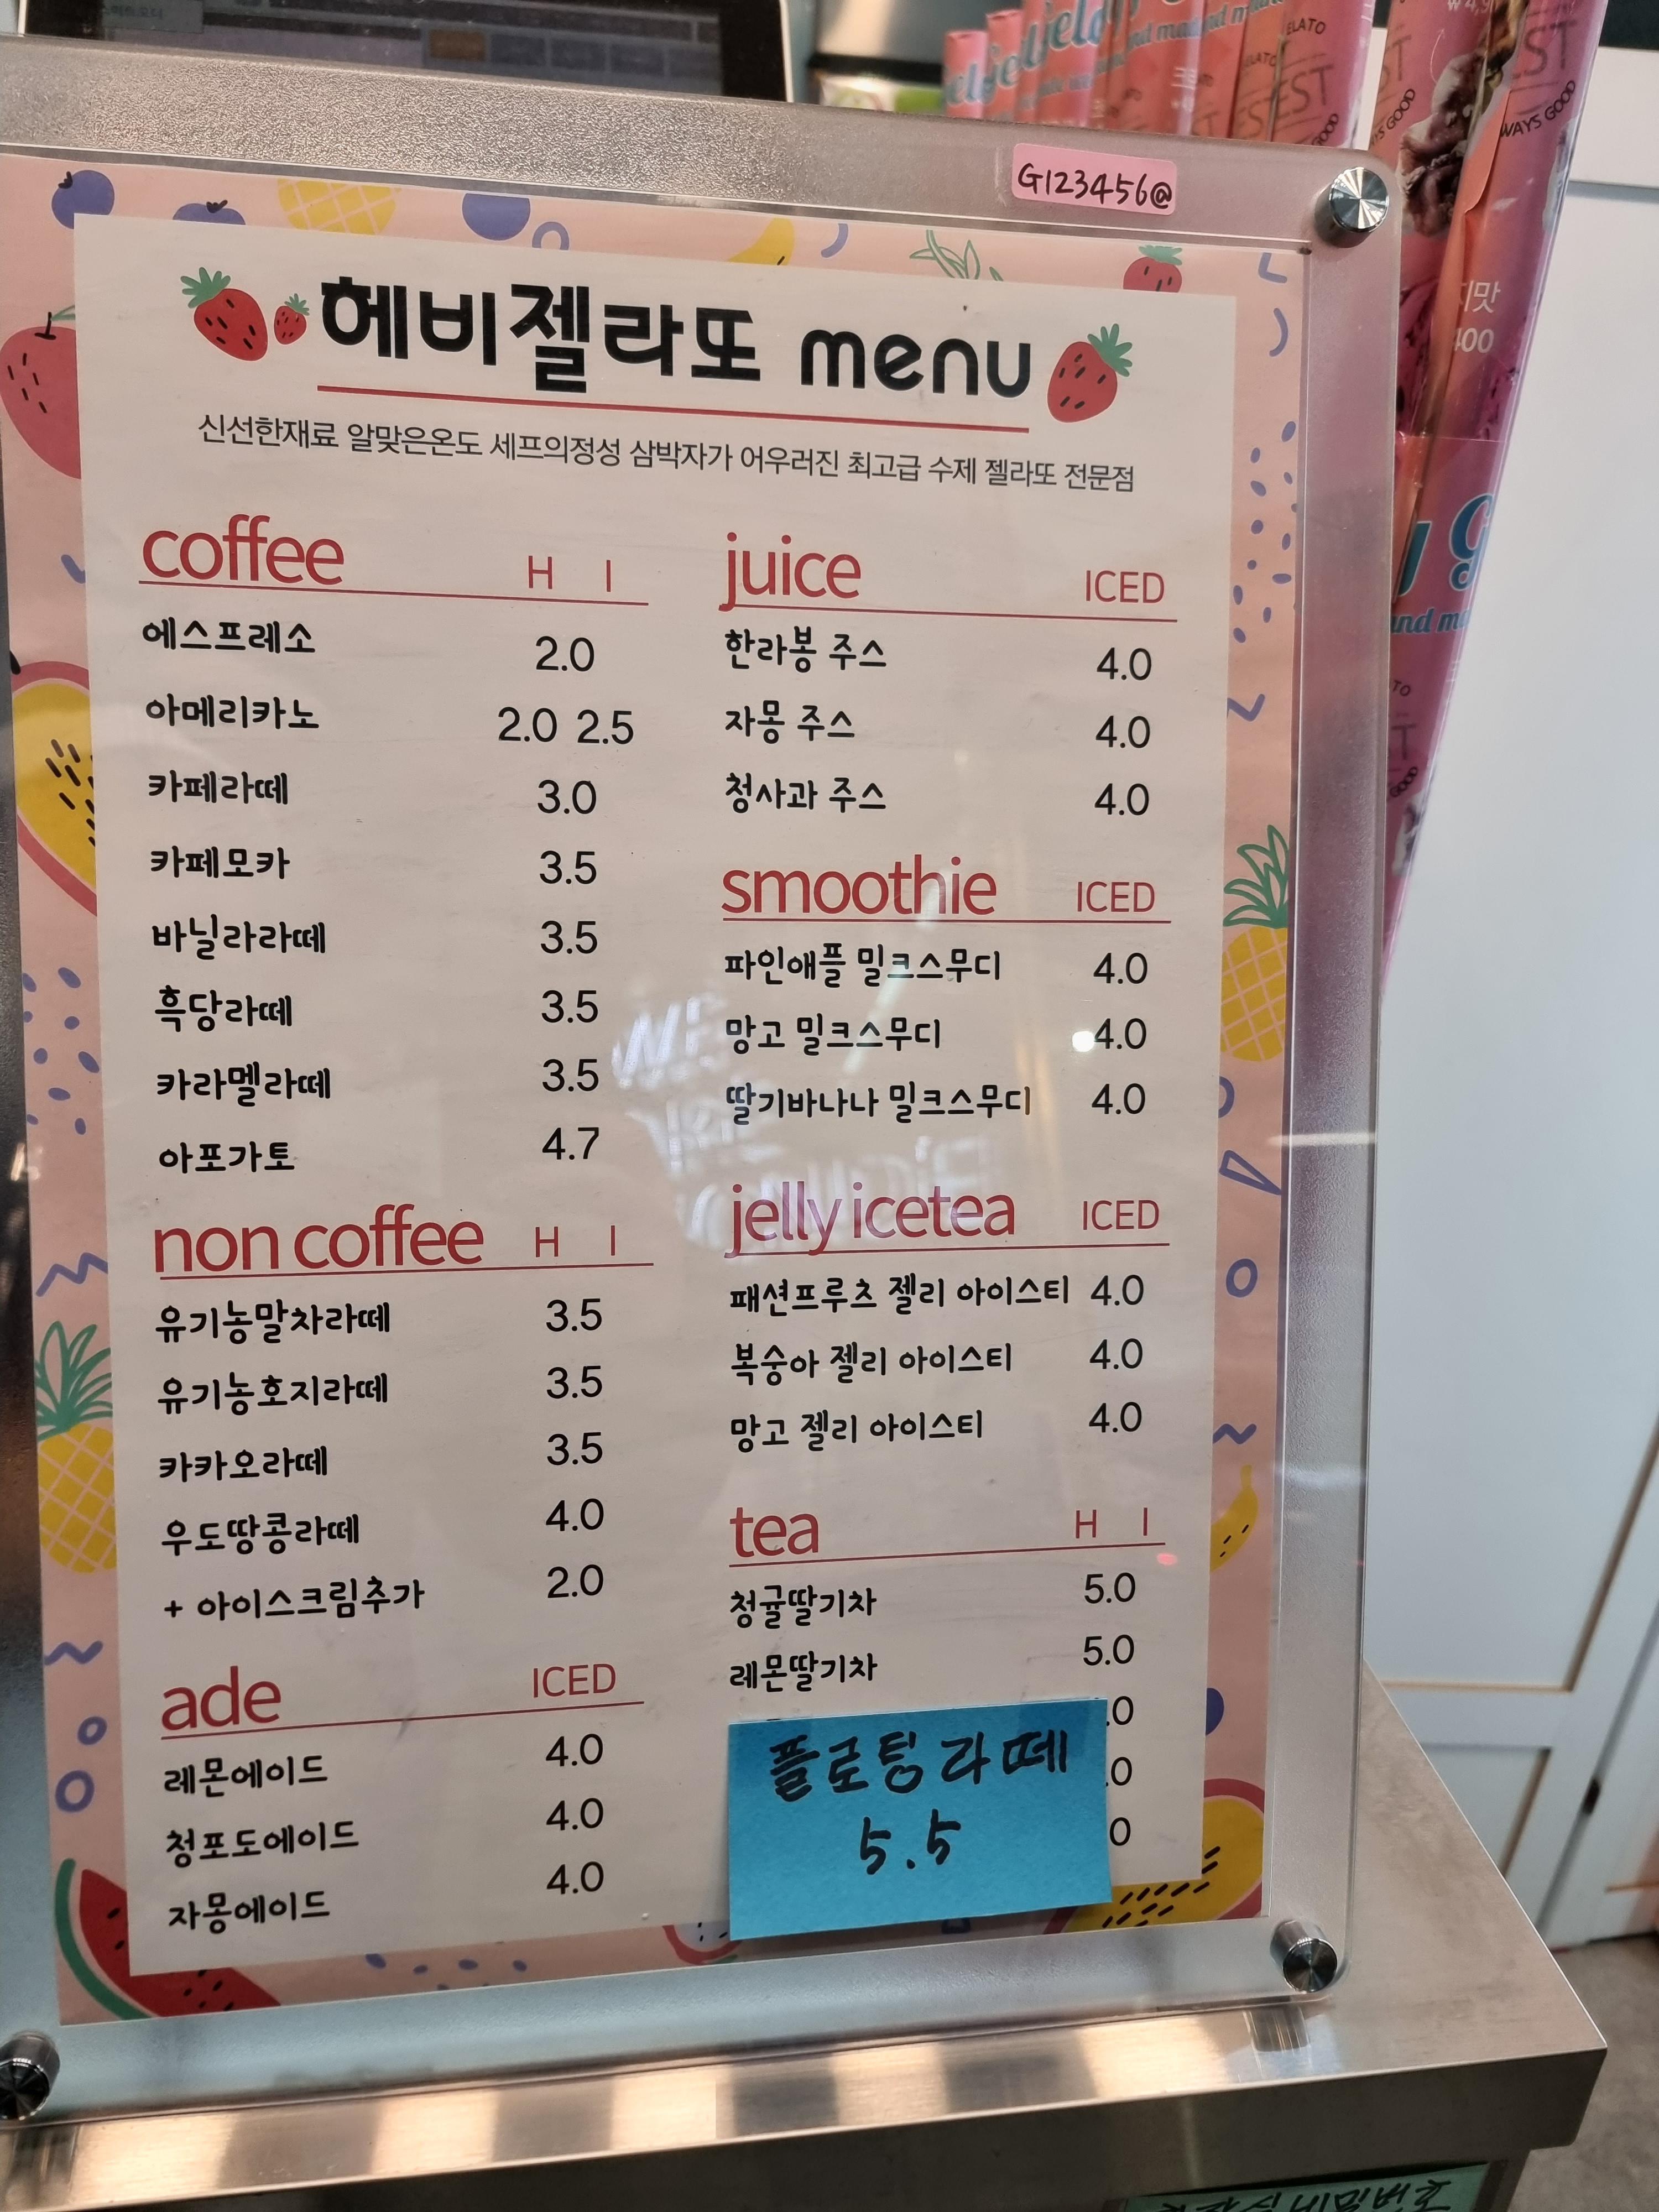 G123456@
헤비젤라또 menu
신선한재료 알맞은온도 셰프의정성 삼박자가 어우러진 최고급 수제 젤라또 전문점
coffee H I
에스프레소 2.0
아메리카노 2.0 2.5
카페라떼 3.0
카페모카 3.5
바닐라라떼 3.5
흑당라떼 3.5
카라멜라떼 3.5
아포가토 4.7
non coffee H I
유기농말차라떼 3.5
유기농호지라떼 3.5
카카오라떼 3.5
우도땅콩라떼 4.0
+ 아이스크림추가 2.0
ade ICED
레몬에이드 4.0
청포도에이드 4.0
자몽에이드 4.0
juice ICED
한라봉 주스 4.0
자몽 주스 4.0
청사과 주스 4.0
smoothie ICED
파인애플 밀크스무디 4.0
망고 밀크스무디 4.0
딸기바나나 밀크스무디 4.0
jelly icetea ICED
패션프루츠 젤리 아이스티 4.0
복숭아 젤리 아이스티 4.0
망고 젤리 아이스티 4.0
tea H I
청귤딸기차 5.0
레몬딸기차 5.0
.0
.0
0
플로팅라떼
5.5